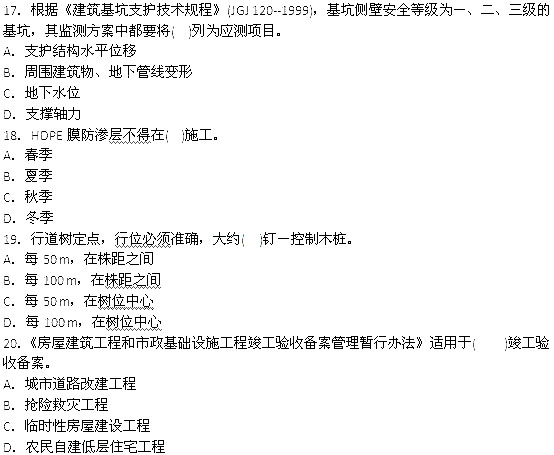 17．根据《建筑基坑支护技术规程》(JGJ 120--1999)，基坑侧壁安全等级为一、二、三级的
基坑，其监测方案中都要将(　)列为应测项目。
A．支护结构水平位移
B．周围建筑物、地下管线变形
C．地下水位
D．支撑轴力
18．HDPE 膜防渗层不得在(　)施工。
A．春季
B．夏季
C．秋季
D．冬季
19．行道树定点，行位必须准确，大约(　)钉一控制木桩。
A．每 50m，在株距之间
B．每 100m，在株距之间
C．每 50m，在树位中心
D．每 100m，在树位中心
20．《房屋建筑工程和市政基础设施工程竣工验收备案管理暂行办法》适用于(　　)竣工验
收备案。
A．城市道路改建工程
B．抢险救灾工程
C．临时性房屋建设工程
D．农民自建低层住宅工程